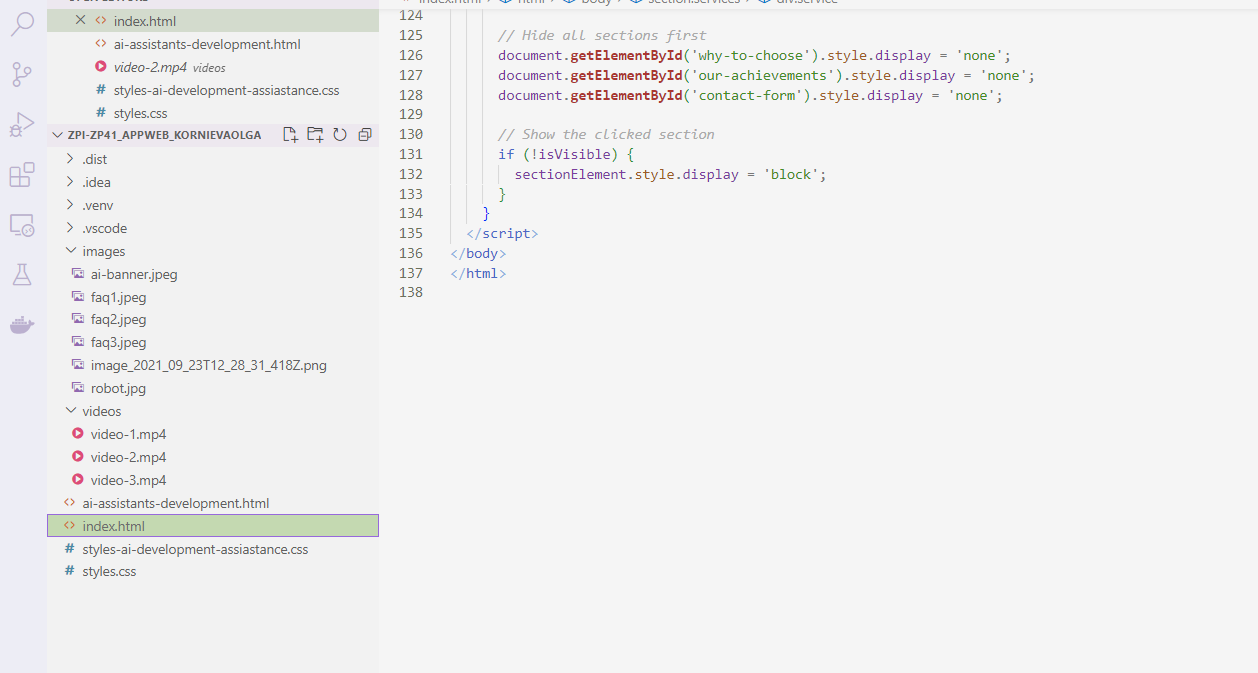 OPEN EDITORS
index.html
ai-assistants-development.html
video-2.mp4 videos
# styles-ai-development-assiastance.css
# styles.css
ZPI-ZP41_APPWEB_KORNIEVAOLGA
.dist
.idea
.venv
.vscode
images
ai-banner.jpeg
faq1.jpeg
faq2.jpeg
faq3.jpeg
image_2021_09_23T12_28_31_418Z.png
robot.jpg
videos
video-1.mp4
video-2.mp4
video-3.mp4
ai-assistants-development.html
index.html
# styles-ai-development-assiastance.css
# styles.css
index.html html body section.services div.service
124
125 // Hide all sections first
126 document.getElementById('why-to-choose').style.display = 'none';
127 document.getElementById('our-achievements').style.display = 'none';
128 document.getElementById('contact-form').style.display = 'none';
129
130 // Show the clicked section
131 if (!isVisible) {
132 sectionElement.style.display = 'block';
133 }
134 }
135 </script>
136 </body>
137 </html>
138